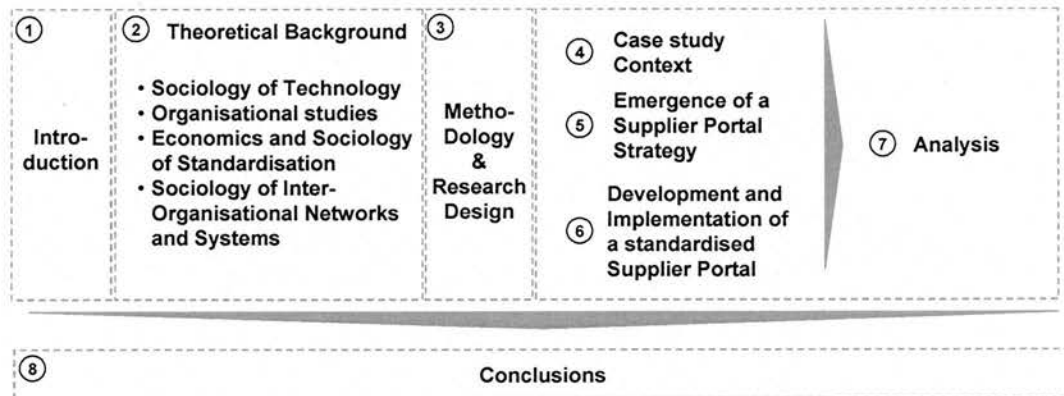 1
Intro-
duction
2 Theoretical Background
• Sociology of Technology
• Organisational studies
• Economics and Sociology
of Standardisation
• Sociology of Inter-
Organisational Networks
and Systems
3
Metho-
Dology
&
Research
Design
4 Case study
Context
5 Emergence of a
Supplier Portal
Strategy
6 Development and
Implementation of
a standardised
Supplier Portal
7 Analysis
8 Conclusions